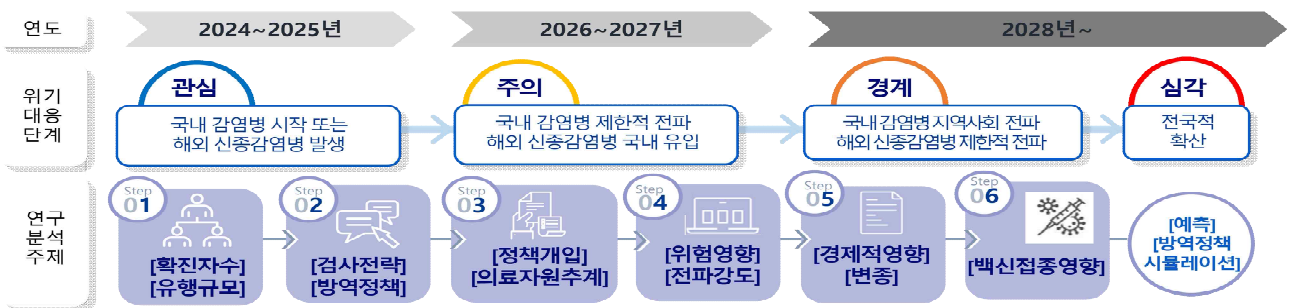 연도
2024~2025년
2026~2027년
2028년~
위기
대응
단계
관심
국내 감염병 시작 또는
해외 신종감염병 발생
주의
국내 감염병 제한적 전파
해외 신종감염병 국내 유입
경계
국내 감염병 지역사회 전파
해외 신종감염병 제한적 전파
심각
전국적
확산
연구
분석
주제
Step
01
[확진자수]
[유행규모]
Step
02
[검사전략]
[방역정책]
Step
03
[정책개입]
[의료자원추계]
Step
04
[위험영향]
[전파강도]
Step
05
[경제적영향]
[변종]
Step
06
[백신접종영향]
[예측]
[방역정책
시뮬레이션]